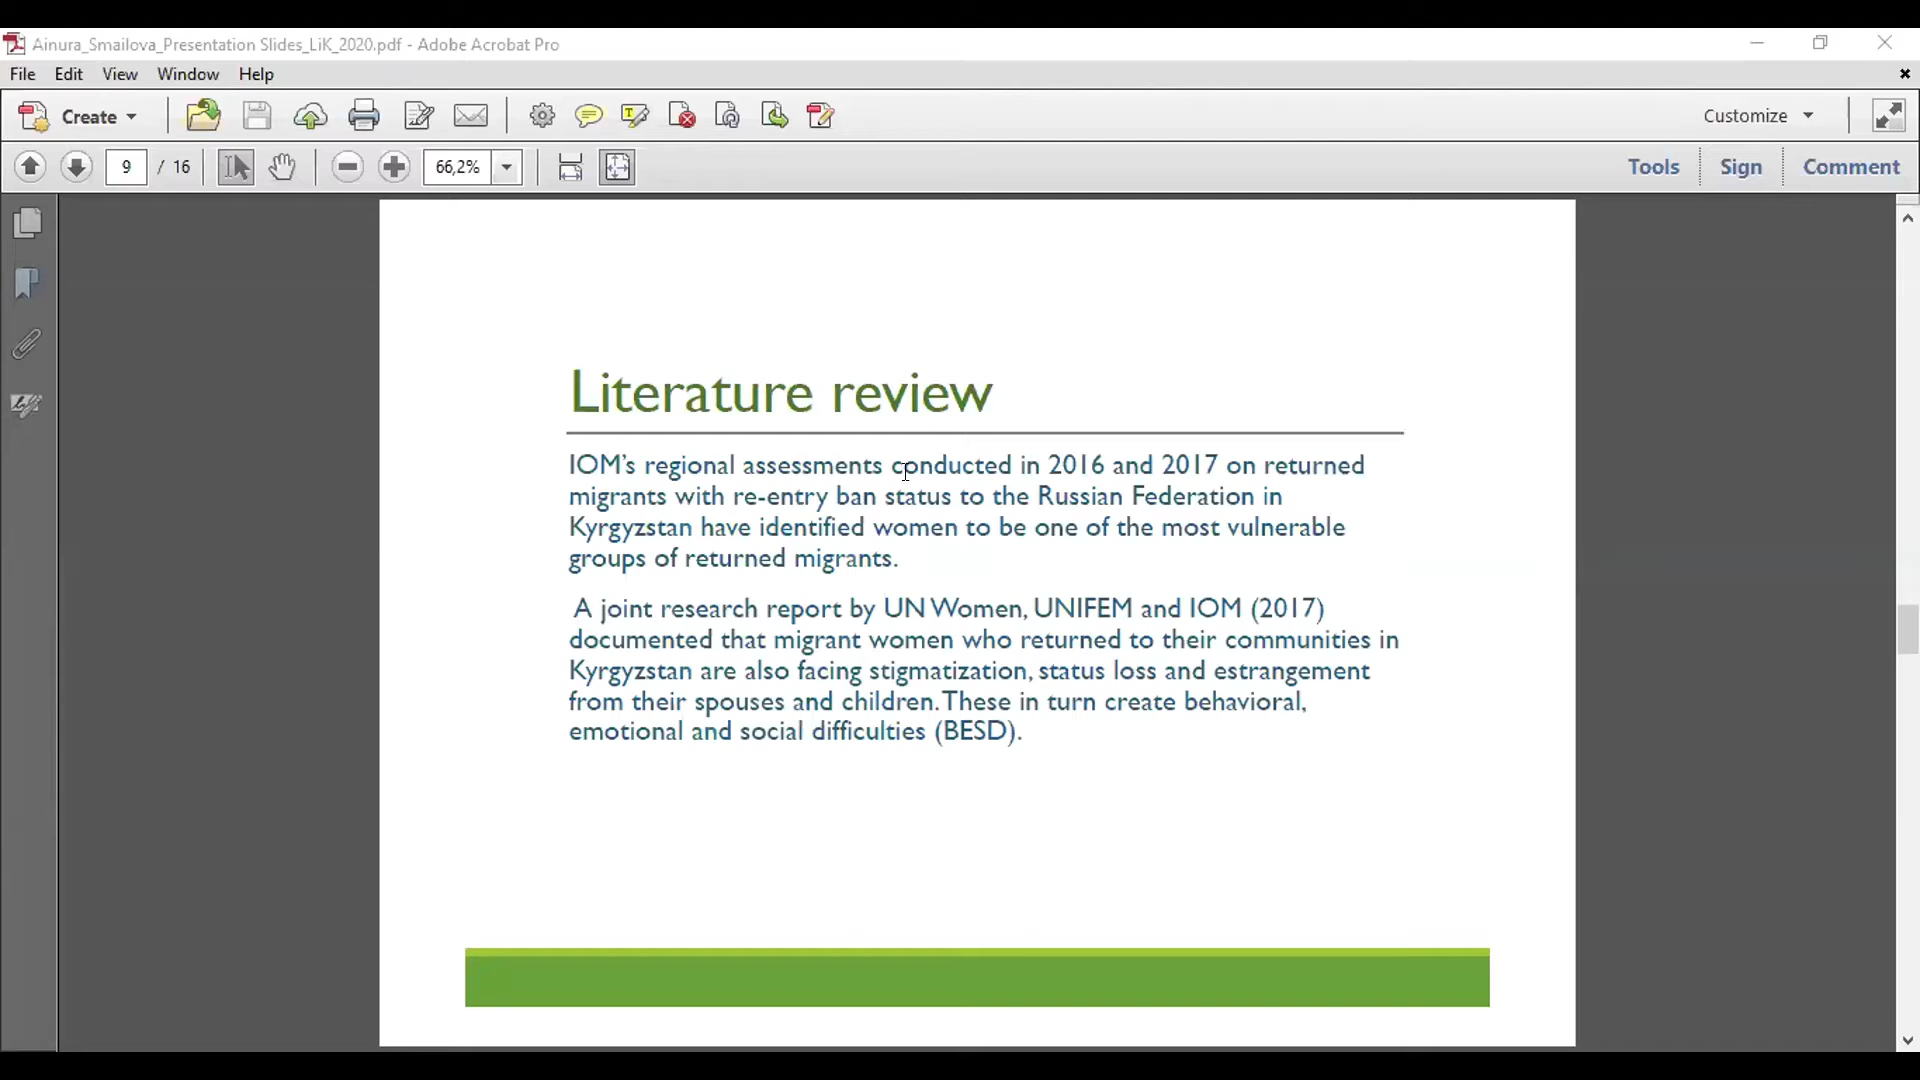 Ainura_Smailova_Presentation Slides_LiK_2020.pdf - Adobe Acrobat Pro
File Edit View Window Help
Create Customize
9 / 16 66,2% Tools Sign Comment
Literature review
IOM's regional assessments conducted in 2016 and 2017 on returned
migrants with re-entry ban status to the Russian Federation in
Kyrgyzstan have identified women to be one of the most vulnerable
groups of returned migrants.
A joint research report by UN Women, UNIFEM and IOM (2017)
documented that migrant women who returned to their communities in
Kyrgyzstan are also facing stigmatization, status loss and estrangement
from their spouses and children. These in turn create behavioral,
emotional and social difficulties (BESD).